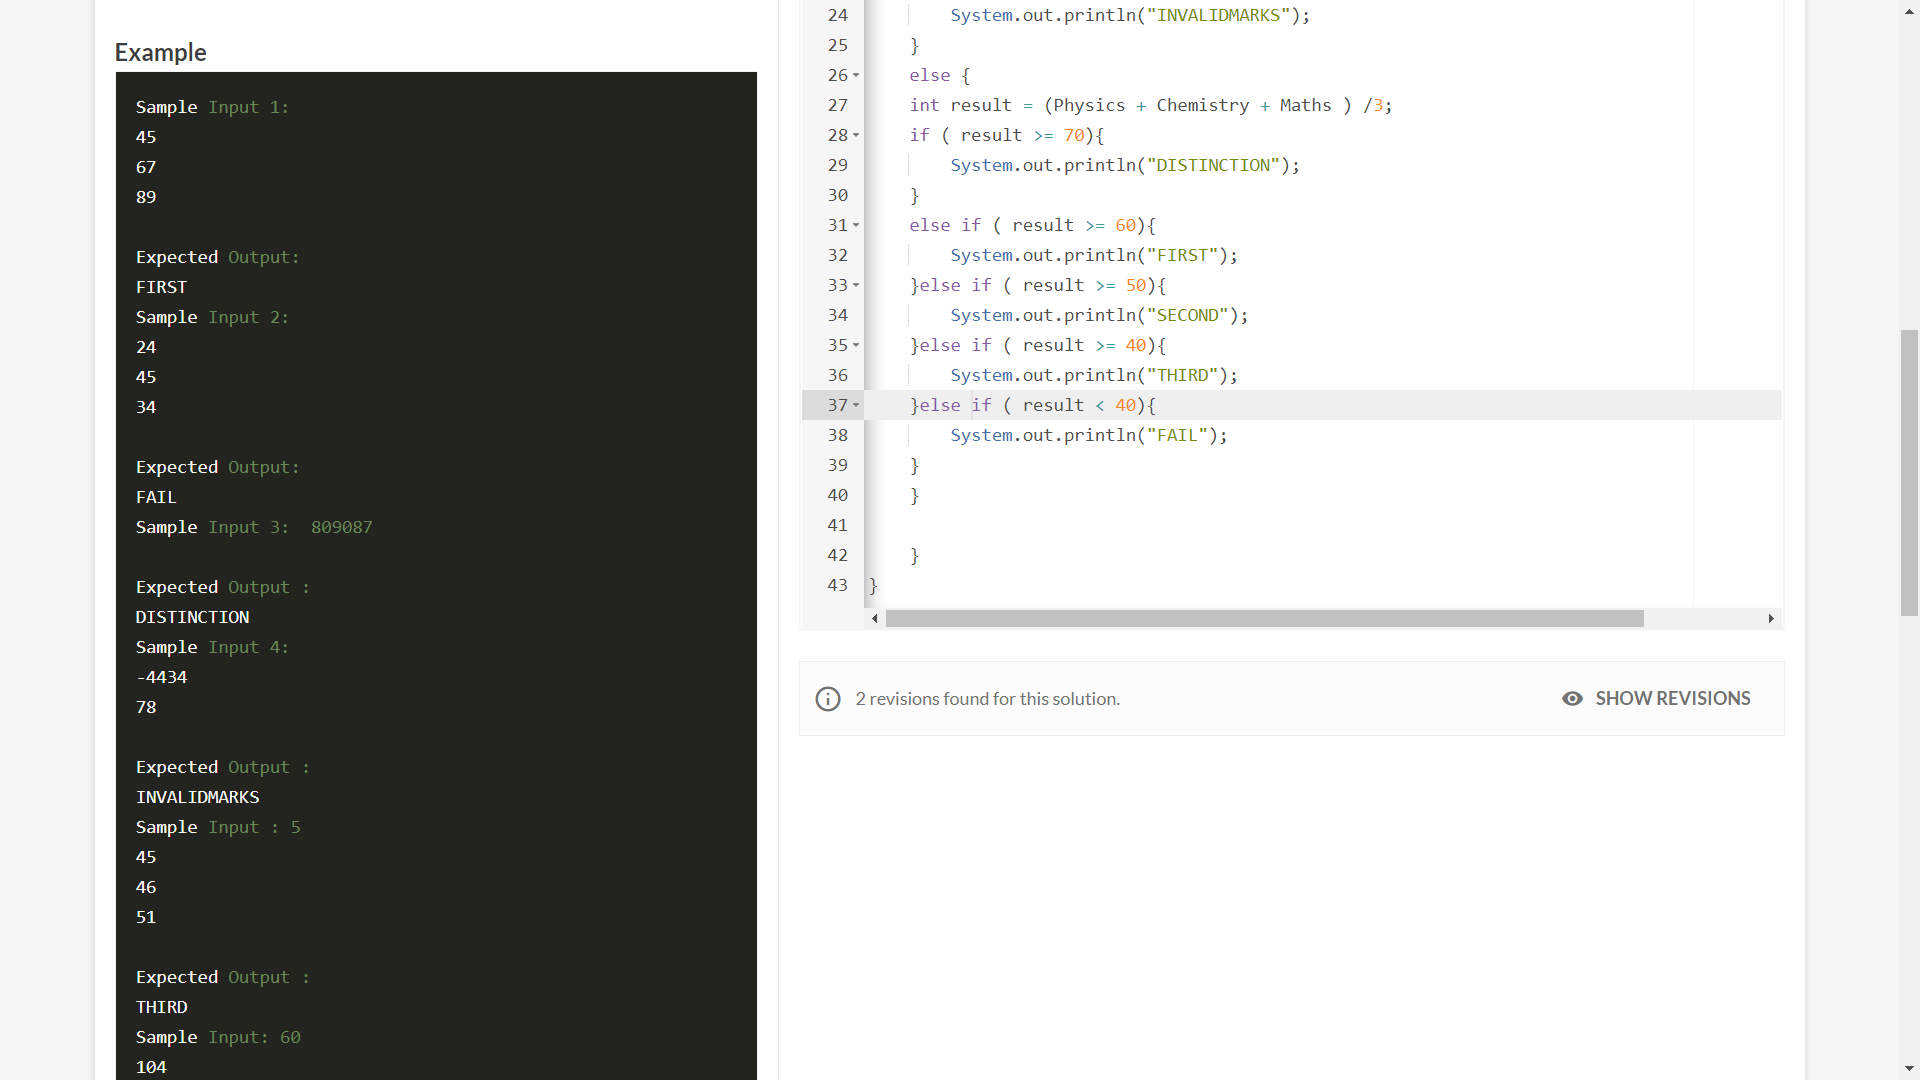 Example
Sample Input 1:
45
67
89
Expected Output:
FIRST
Sample Input 2:
24
45
34
Expected Output:
FAIL
Sample Input 3:  809087
Expected Output :
DISTINCTION
Sample Input 4:
-4434
78
Expected Output :
INVALIDMARKS
Sample Input : 5
45
46
51
Expected Output :
THIRD
Sample Input: 60
104
24 System.out.println("INVALIDMARKS");
25 }
26 else {
27 int result = (Physics + Chemistry + Maths ) /3;
28 if ( result >= 70){
29 System.out.println("DISTINCTION");
30 }
31 else if ( result >= 60){
32 System.out.println("FIRST");
33 }else if ( result >= 50){
34 System.out.println("SECOND");
35 }else if ( result >= 40){
36 System.out.println("THIRD");
37 }else if ( result < 40){
38 System.out.println("FAIL");
39 }
40 }
41
42 }
43 }
2 revisions found for this solution.
SHOW REVISIONS